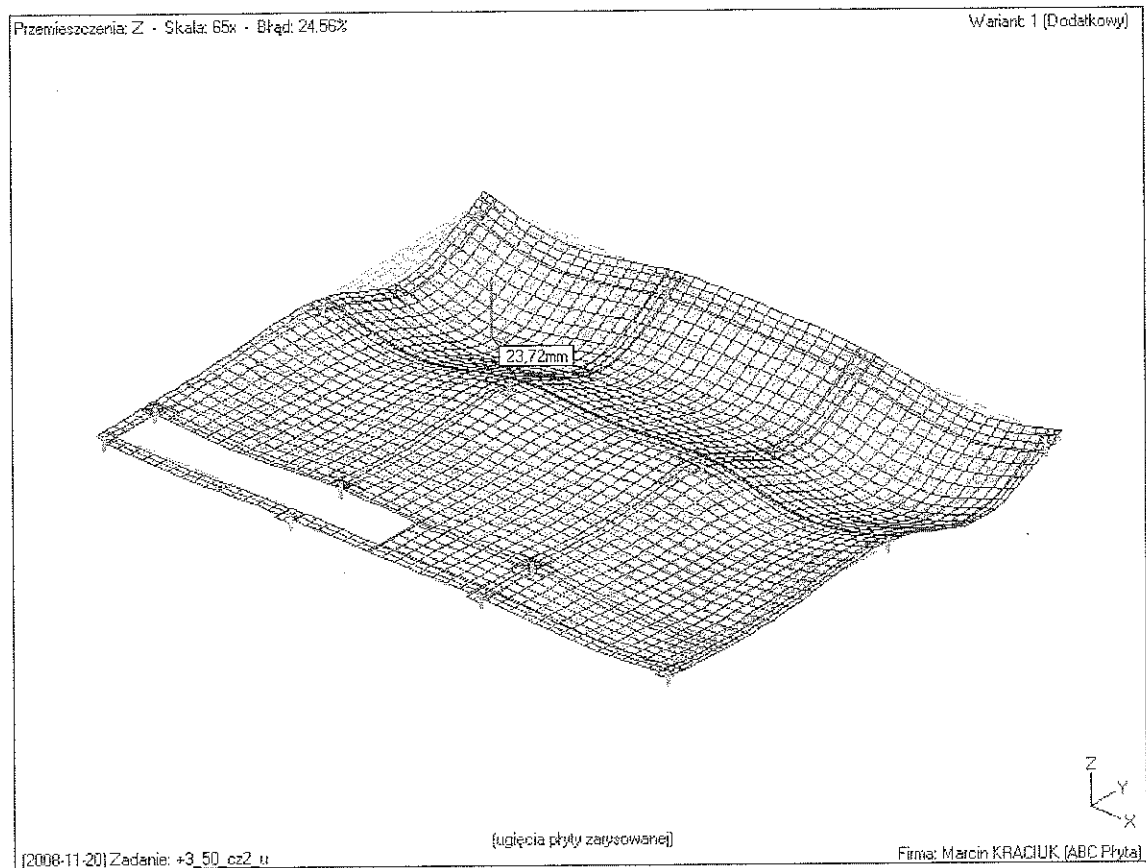 Przemieszczenia: Z - Skala: 65x - Błąd: 24,56%
Wariant: 1 (Dodatkowy)
23,72mm
Z
Y
X
(ugięcia płyty zarysowanej)
[2008-11-20] Zadanie: +3_50_cz2_u
Firma: Marcin KRACIUK [ABC Płyta]